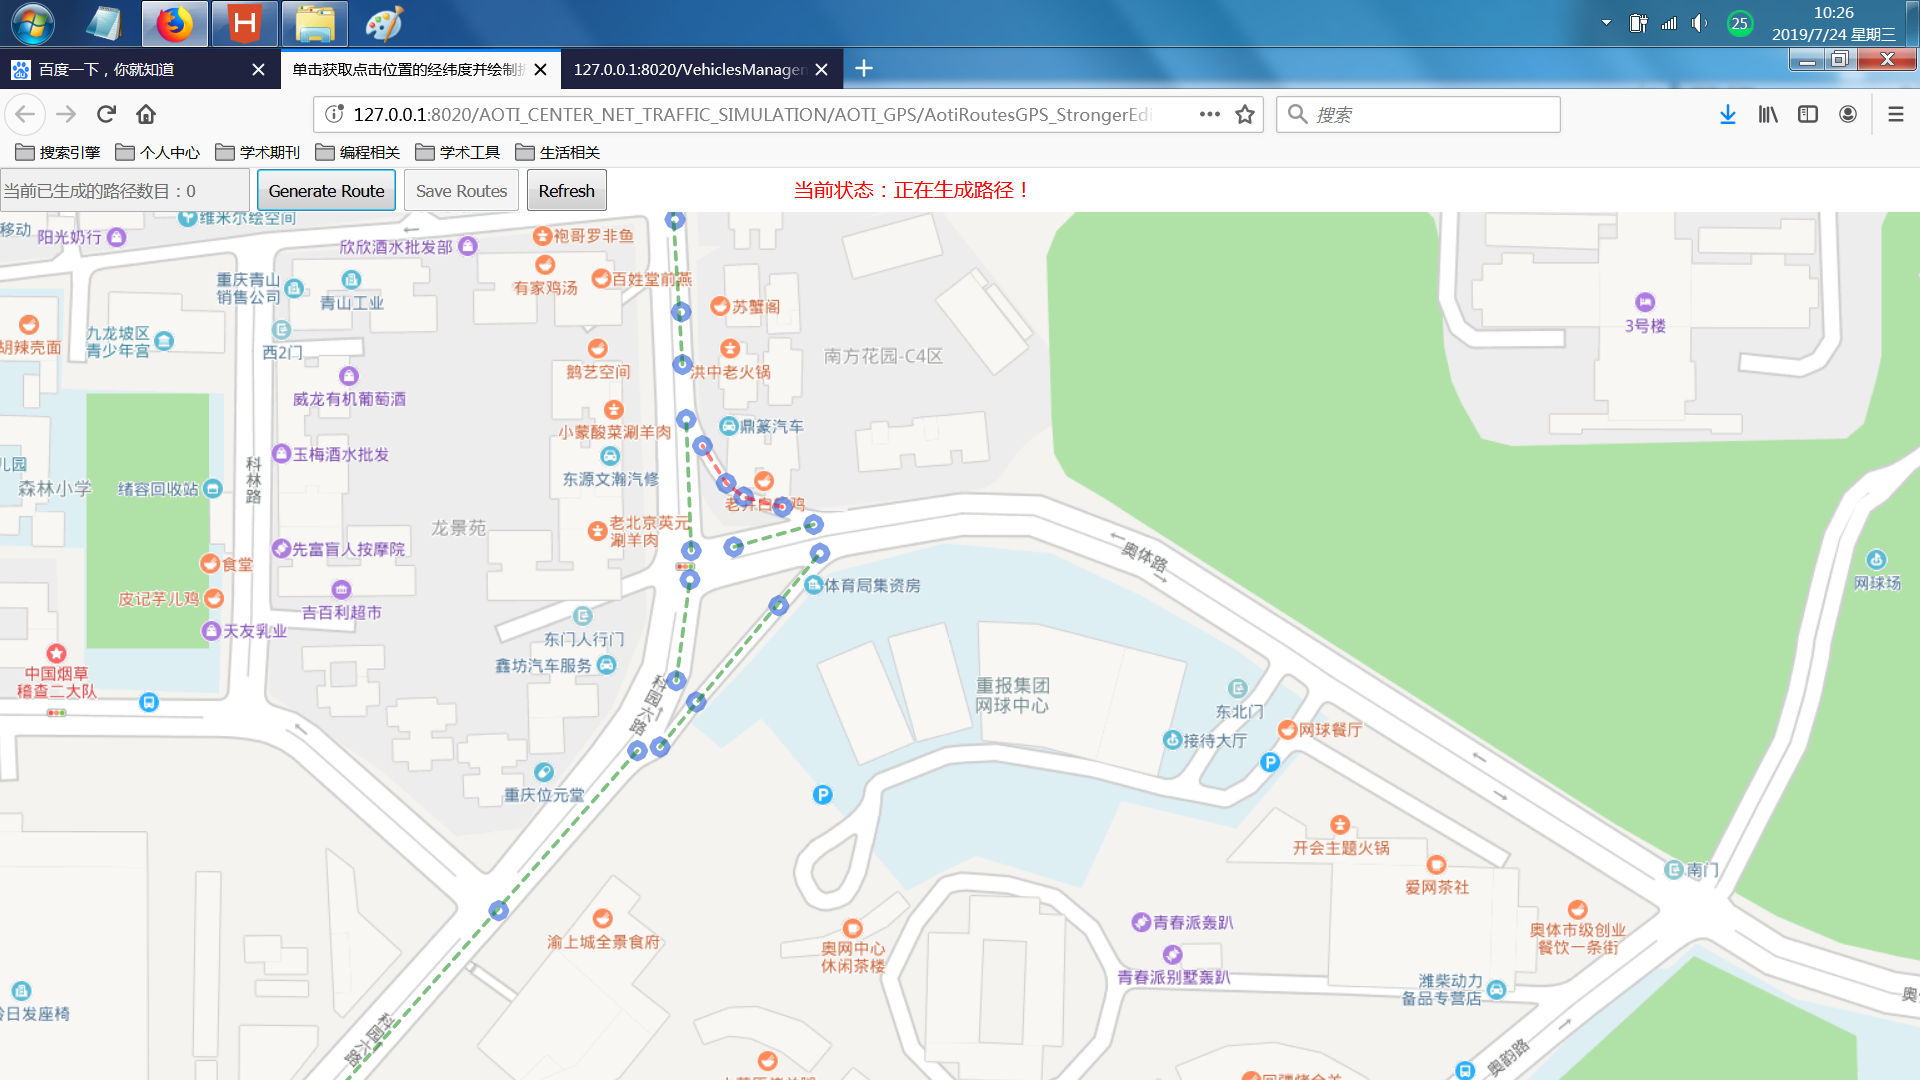 25
10:26
2019/7/24 星期三
百度一下，你就知道
单击获取点击位置的经纬度并绘制
127.0.0.1:8020/VehiclesManage
127.0.0.1:8020/AOTI_CENTER_NET_TRAFFIC_SIMULATION/AOTI_GPS/AotiRoutesGPS_StrongerEdi
搜索
搜索引擎
个人中心
学术期刊
编程相关
学术工具
生活相关
当前已生成的路径数目：0
Generate Route
Save Routes
Refresh
当前状态：正在生成路径！
维米尔绘空间
移动
阳光奶行
欣欣酒水批发部
袍哥罗非鱼
重庆青山
销售公司
青山工业
有家鸡汤
百姓堂前燕
苏蟹阁
3号楼
胡辣壳面
九龙坡区
青少年宫
西2门
鹅艺空间
洪中老火锅
南方花园-C4区
威龙有机葡萄酒
小蒙酸菜涮羊肉
鼎篆汽车
科林路
玉梅酒水批发
东源文瀚汽修
儿园
森林小学
绪容回收站
龙景苑
老北京英元
涮羊肉
先富盲人按摩院
食堂
奥体路
体育局集资房
网球场
皮记芋儿鸡
吉百利超市
天友乳业
东门人行门
鑫坊汽车服务
中国烟草
稽查二大队
科园六路
重报集团
网球中心
东北门
接待大厅
网球餐厅
P
重庆位元堂
P
开会主题火锅
爱网茶社
南门
渝上城全景食府
奥网中心
休闲茶楼
青春派轰趴
青春派别墅轰趴
奥体市级创业
餐饮一条街
潍柴动力
备品专营店
日发座椅
科园六路
奥韵路
奥